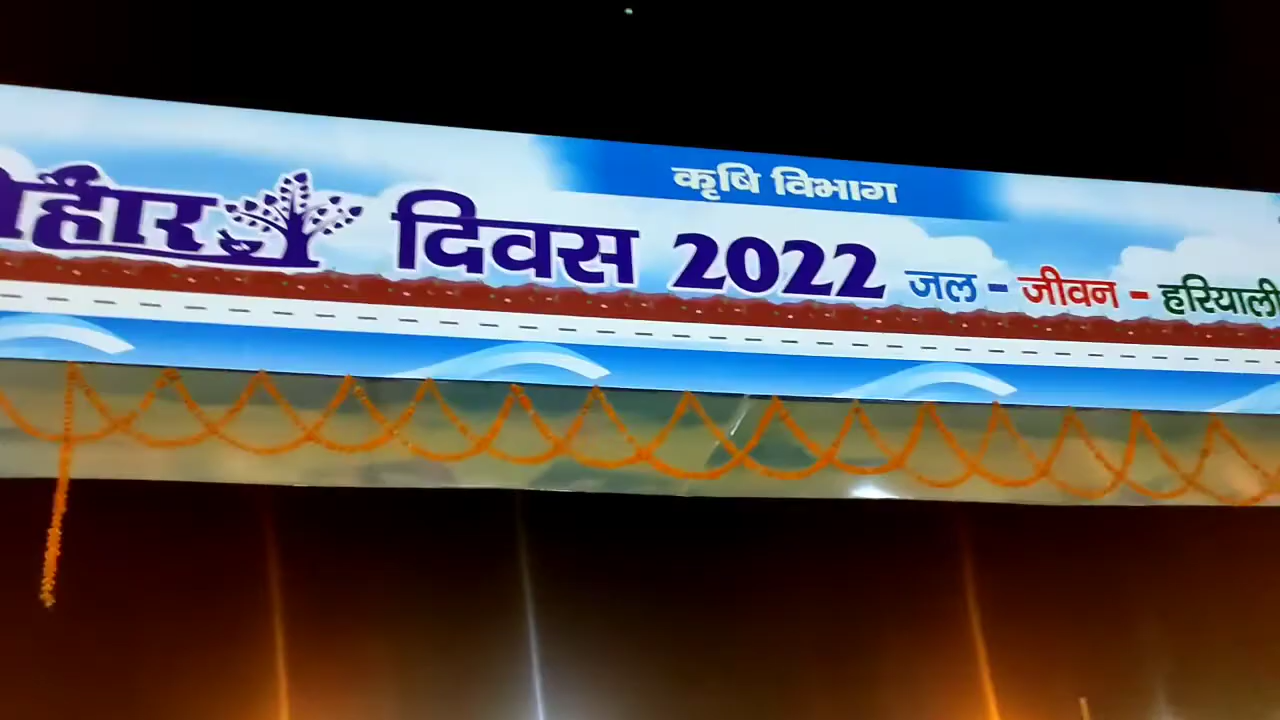 कृषि विभाग
बिहार दिवस 2022 जल - जीवन - हरियाली